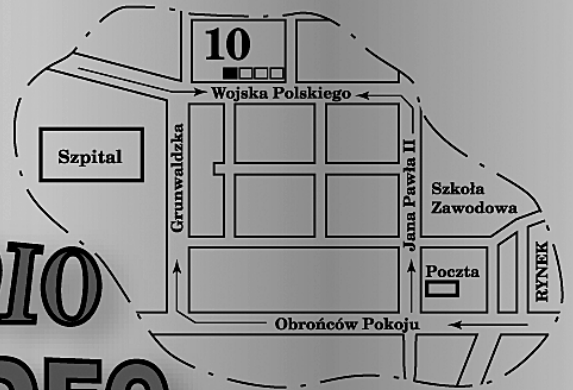 10
Wojska Polskiego
Szpital
Grunwaldzka
Jana Pawła II
Szkoła
Zawodowa
Poczta
RYNEK
Obrońców Pokoju